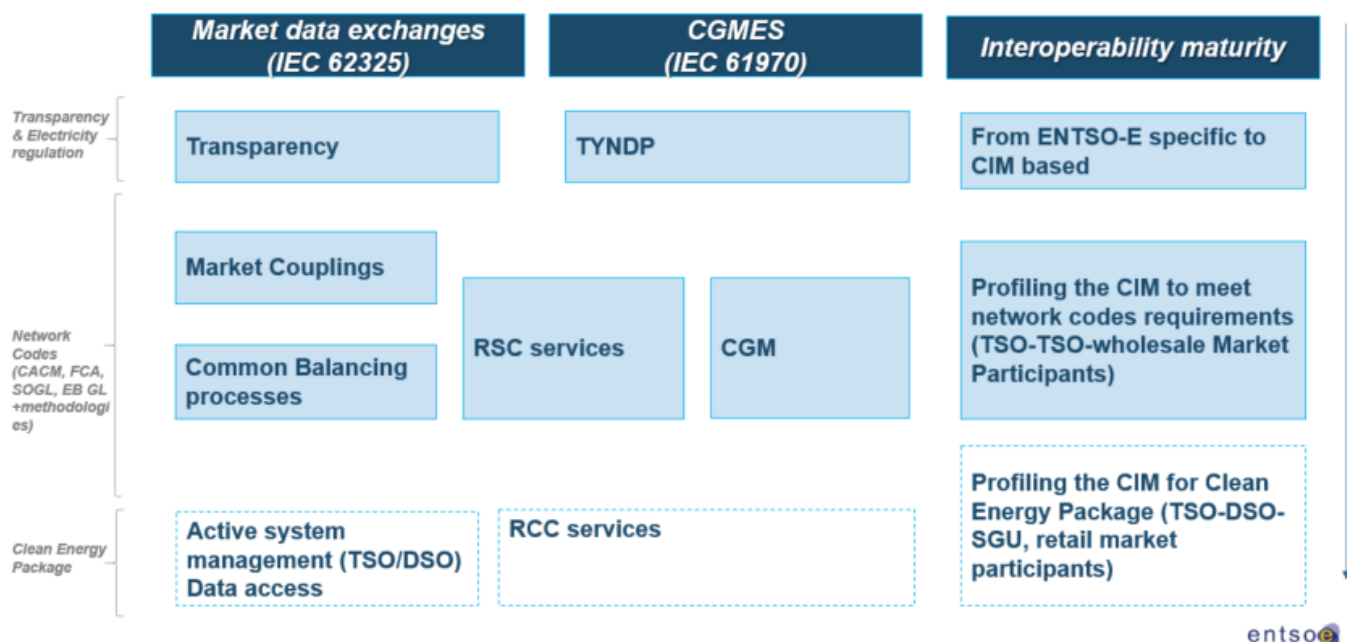 Market data exchanges
(IEC 62325)
CGMES
(IEC 61970)
Interoperability maturity
Transparency
& Electricity
regulation
Transparency
TYNDP
From ENTSO-E specific to
CIM based
Network
Codes
(CACM, FCA,
SOGL, EB GL
+methodologi
es)
Market Couplings
Common Balancing
processes
RSC services
CGM
Profiling the CIM to meet
network codes requirements
(TSO-TSO-wholesale Market
Participants)
Clean Energy
Package
Active system
management (TSO/DSO)
Data access
RCC services
Profiling the CIM for Clean
Energy Package (TSO-DSO-
SGU, retail market
participants)
entsoe